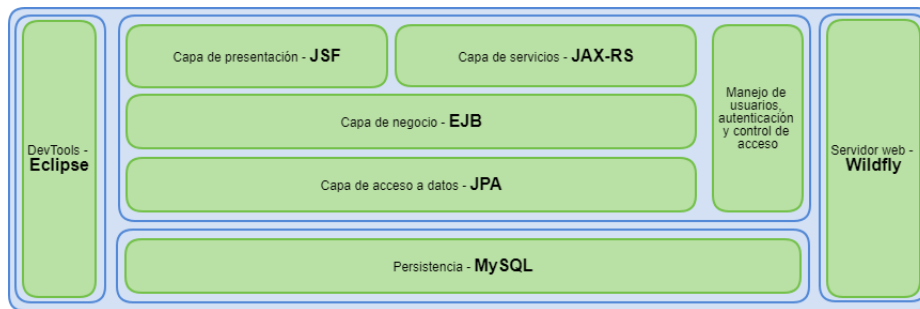 DevTools -
Eclipse
Capa de presentación - JSF
Capa de servicios - JAX-RS
Capa de negocio - EJB
Capa de acceso a datos - JPA
Manejo de
usuarios,
autenticación
y control de
acceso
Persistencia - MySQL
Servidor web -
Wildfly